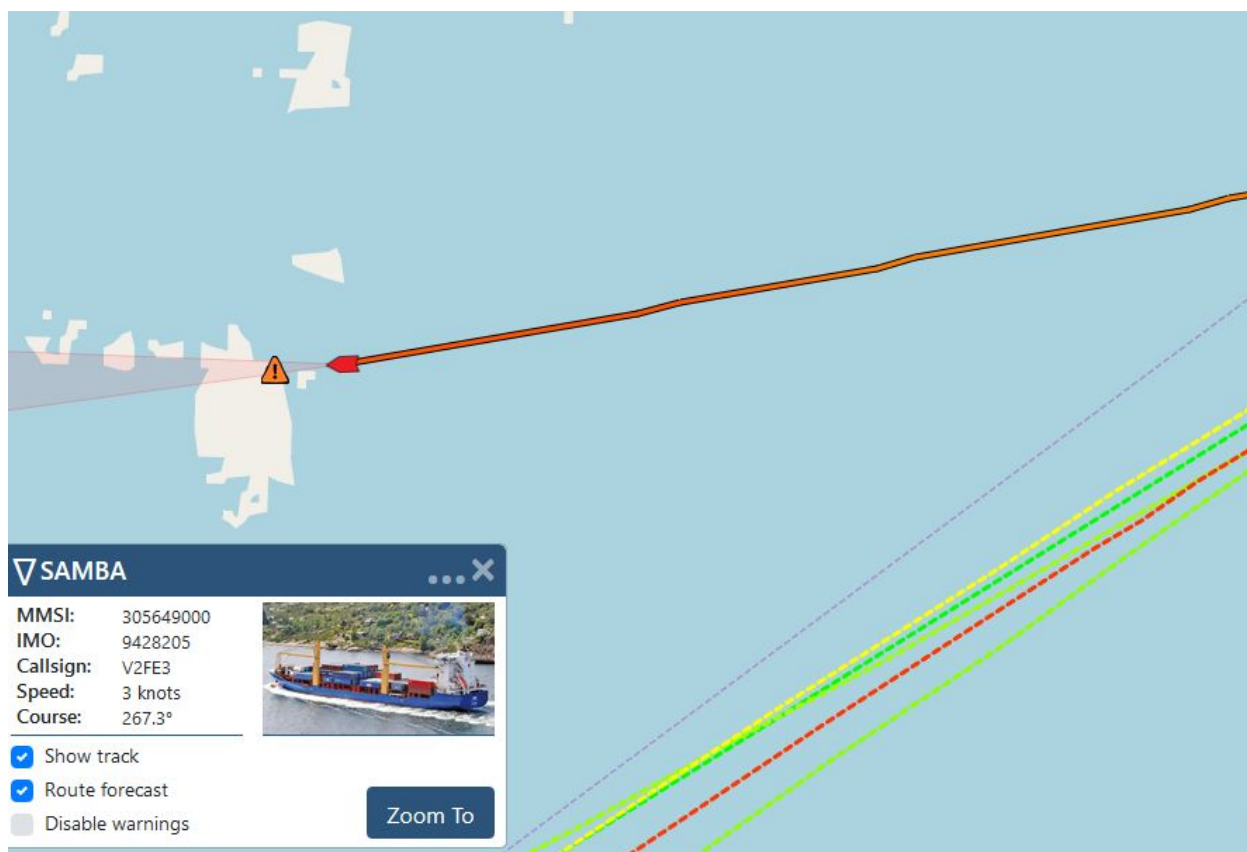 !
SAMBA
...
MMSI: 305649000
IMO: 9428205
Callsign: V2FE3
Speed: 3 knots
Course: 267.3°
Show track
Route forecast
Disable warnings
Zoom To